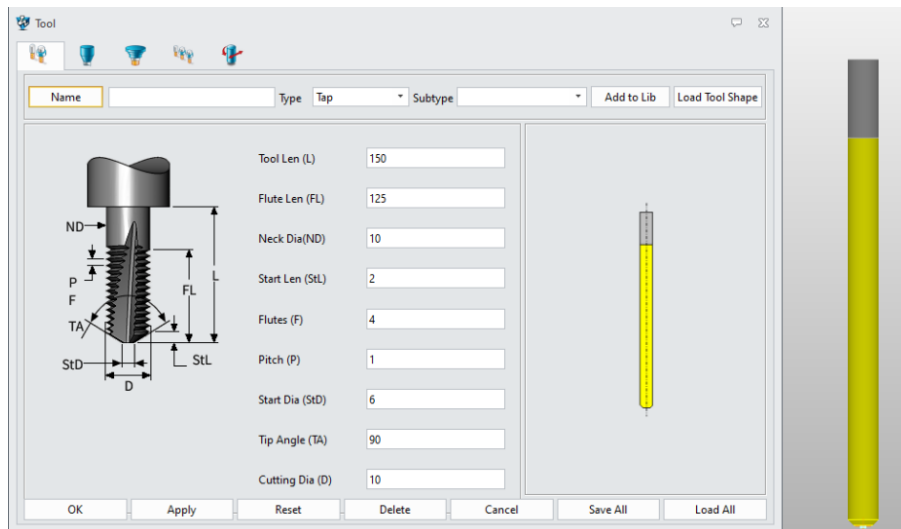 Tool
Name Type Tap Subtype Add to Lib Load Tool Shape
Tool Len (L) 150
Flute Len (FL) 125
Neck Dia(ND) 10
Start Len (StL) 2
Flutes (F) 4
Pitch (P) 1
Start Dia (StD) 6
Tip Angle (TA) 90
Cutting Dia (D) 10
ND
P
F
FL
L
TA
StD
StL
D
OK Apply Reset Delete Cancel Save All Load All